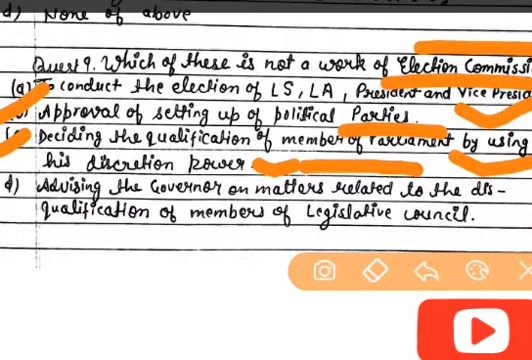 d) None of above
Quest 9. Which of these is not a work of Election Commissi
(a) To conduct the election of LS, LA, President and Vice Presid
Approval of setting up of political Parties.
Deciding the qualification of member of Parliament by using
his discretion power.
d) Advising the Governor on matters related to the dis-
qualification of members of Legislative council.